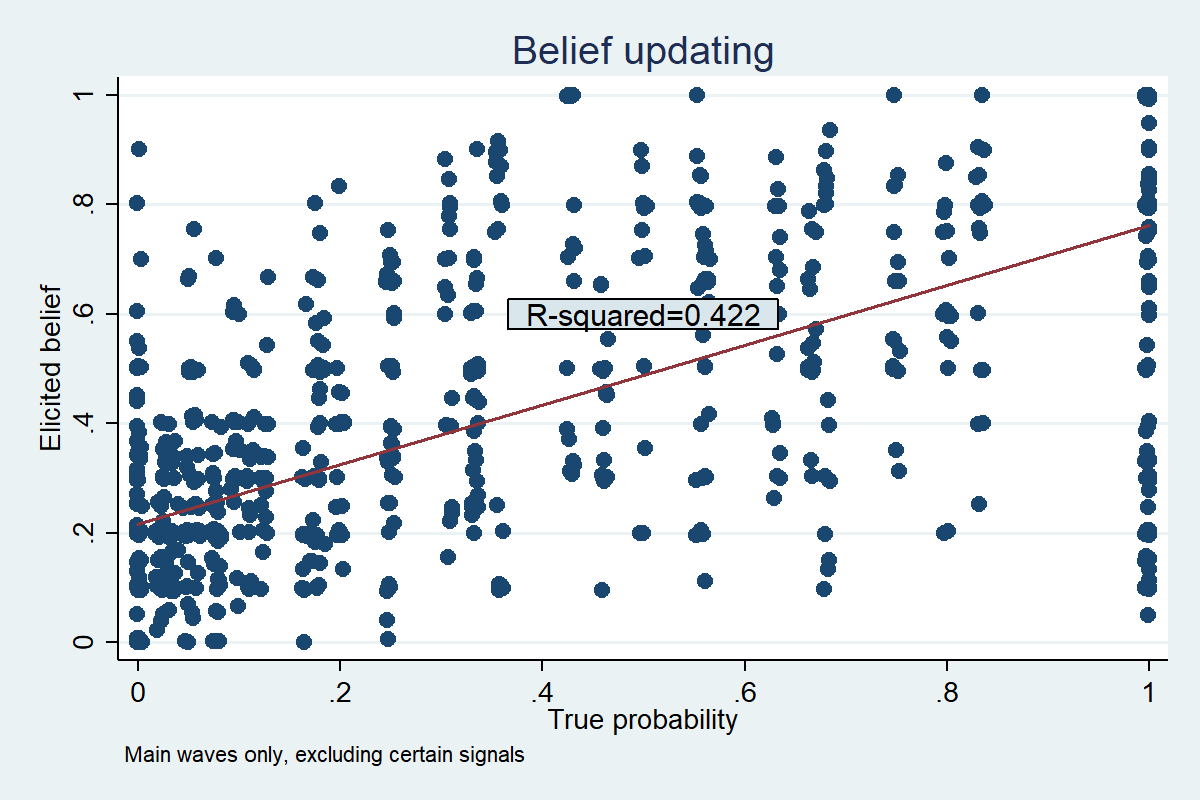 Belief updating
Elicited belief
1
.8
.6
.4
.2
0
R-squared=0.422
0 .2 .4 .6 .8 1
True probability
Main waves only, excluding certain signals